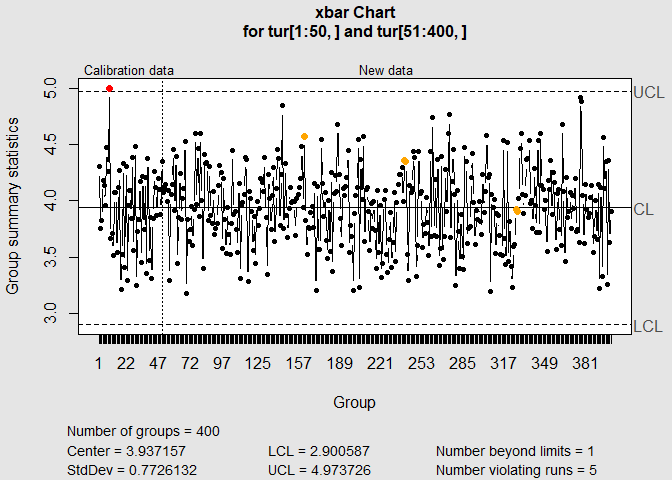 xbar Chart
for tur[1:50, ] and tur[51:400, ]
Calibration data
New data
Group summary statistics
5.0
4.5
4.0
3.5
3.0
UCL
CL
LCL
1 22 47 72 97 125 157 189 221 253 285 317 349 381
Group
Number of groups = 400
Center = 3.937157
StdDev = 0.7726132
LCL = 2.900587
UCL = 4.973726
Number beyond limits = 1
Number violating runs = 5